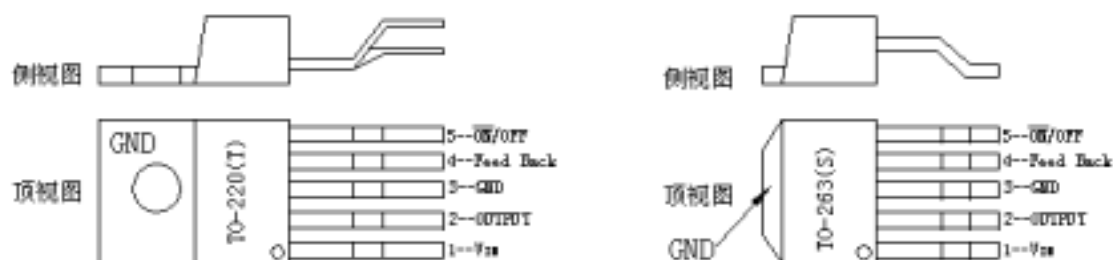 侧视图
侧视图
GND
TO-220(T)
5--ON/OFF
4--Feed Back
3--GND
2--OUTPUT
1--VIN
顶视图
TO-263(S)
5--ON/OFF
4--Feed Back
3--GND
2--OUTPUT
1--VIN
顶视图
GND